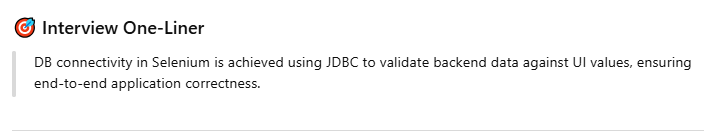 🎯 Interview One-Liner
DB connectivity in Selenium is achieved using JDBC to validate backend data against UI values, ensuring
end-to-end application correctness.